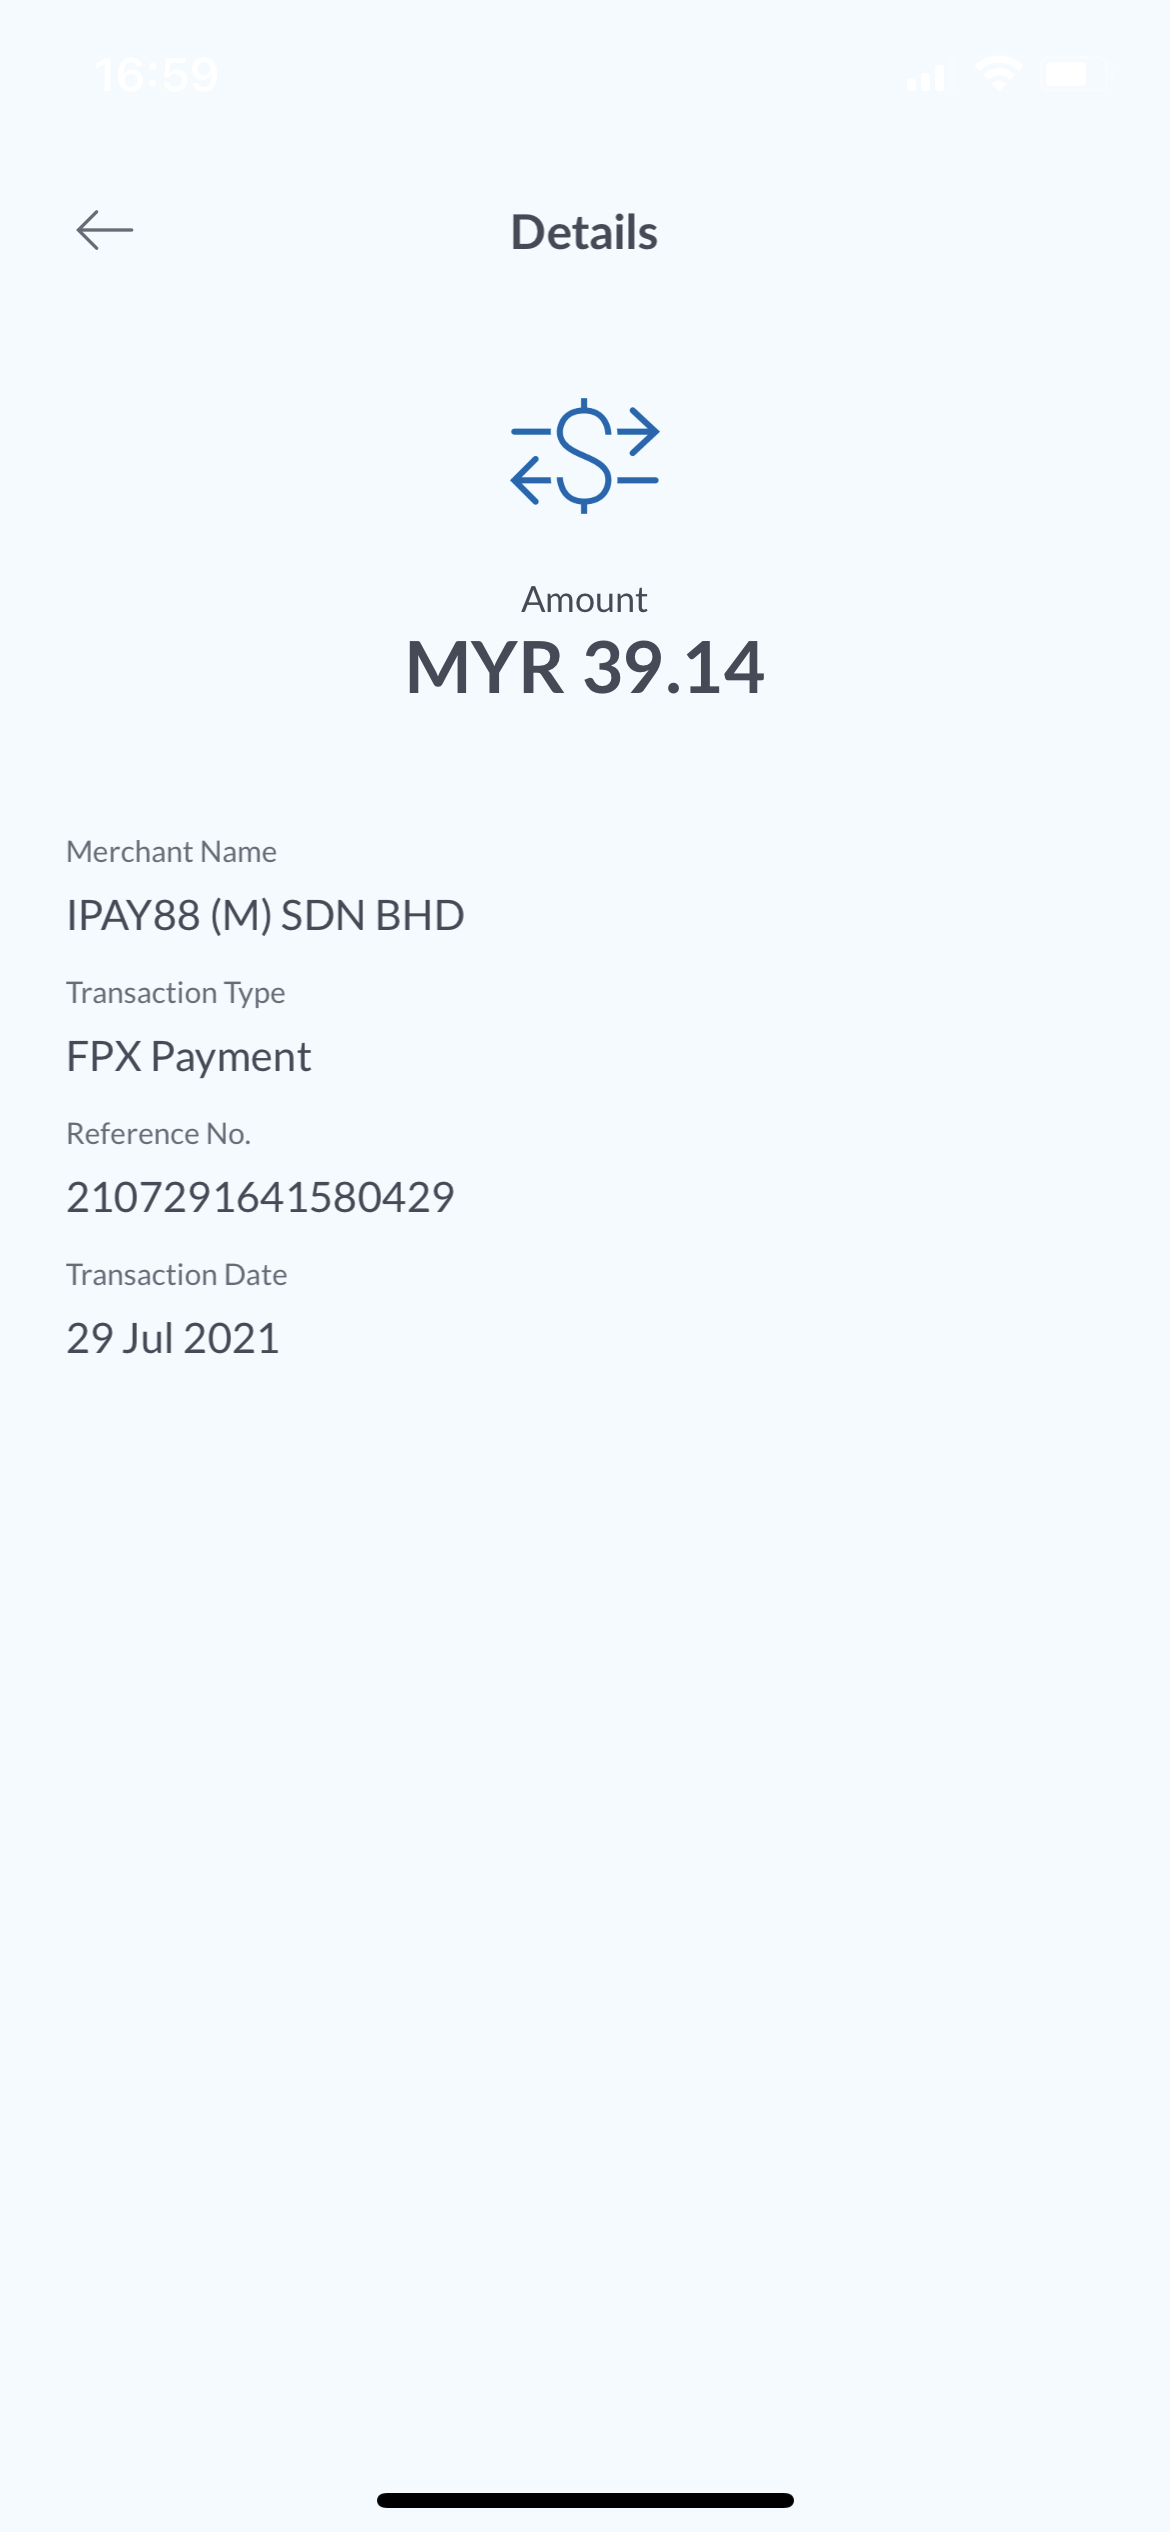 16:59
Details
Amount
MYR 39.14
Merchant Name
IPAY88 (M) SDN BHD
Transaction Type
FPX Payment
Reference No.
2107291641580429
Transaction Date
29 Jul 2021